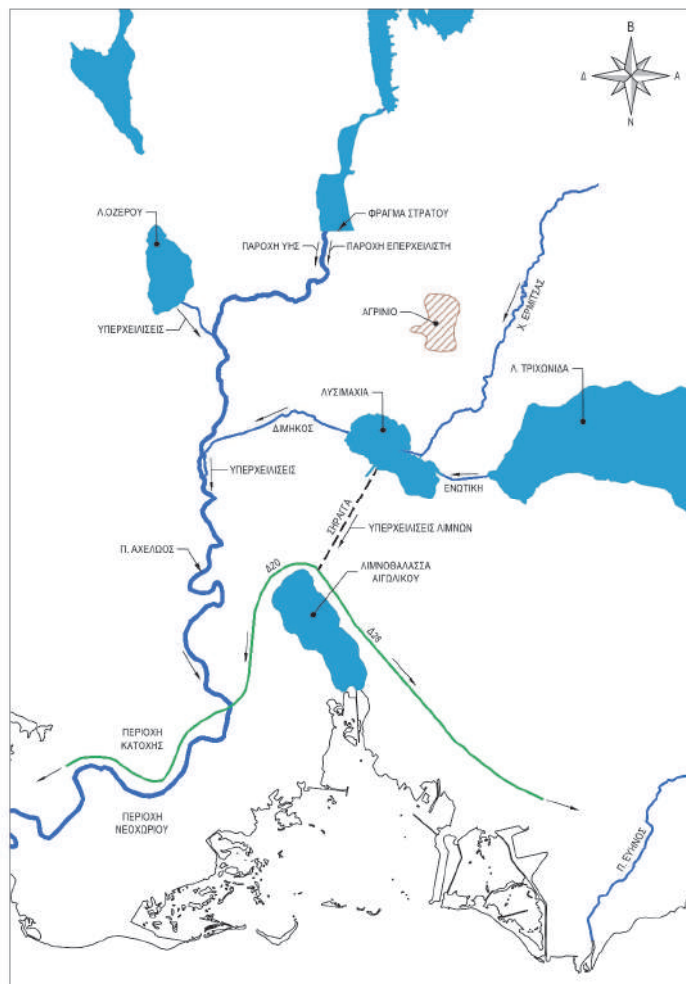 Β
Δ
Α
Ν
Λ.ΟΖΕΡΟΥ
ΦΡΑΓΜΑ ΣΤΡΑΤΟΥ
ΠΑΡΟΧΗ ΥΗΣ
ΠΑΡΟΧΗ ΕΠΕΡΧΕΙΛΙΣΤΗ
ΥΠΕΡΧΕΙΛΙΣΕΙΣ
ΑΓΡΙΝΙΟ
Χ. ΕΡΜΙΤΣΑΣ
Λ. ΤΡΙΧΩΝΙΔΑ
ΛΥΣΙΜΑΧΙΑ
ΔΙΜΗΚΟΣ
ΥΠΕΡΧΕΙΛΙΣΕΙΣ
ΕΝΩΤΙΚΗ
ΣΗΡΑΓΓΑ
ΥΠΕΡΧΕΙΛΙΣΕΙΣ ΛΙΜΝΩΝ
Π. ΑΧΕΛΩΟΣ
Δ20
ΛΙΜΝΟΘΑΛΑΣΣΑ
ΑΙΓΩΛΙΚΟΥ
Δ26
ΠΕΡΙΟΧΗ
ΚΑΤΟΧΗΣ
ΠΕΡΙΟΧΗ
ΝΕΟΧΩΡΙΟΥ
Π. ΕΥΗΝΟΣ